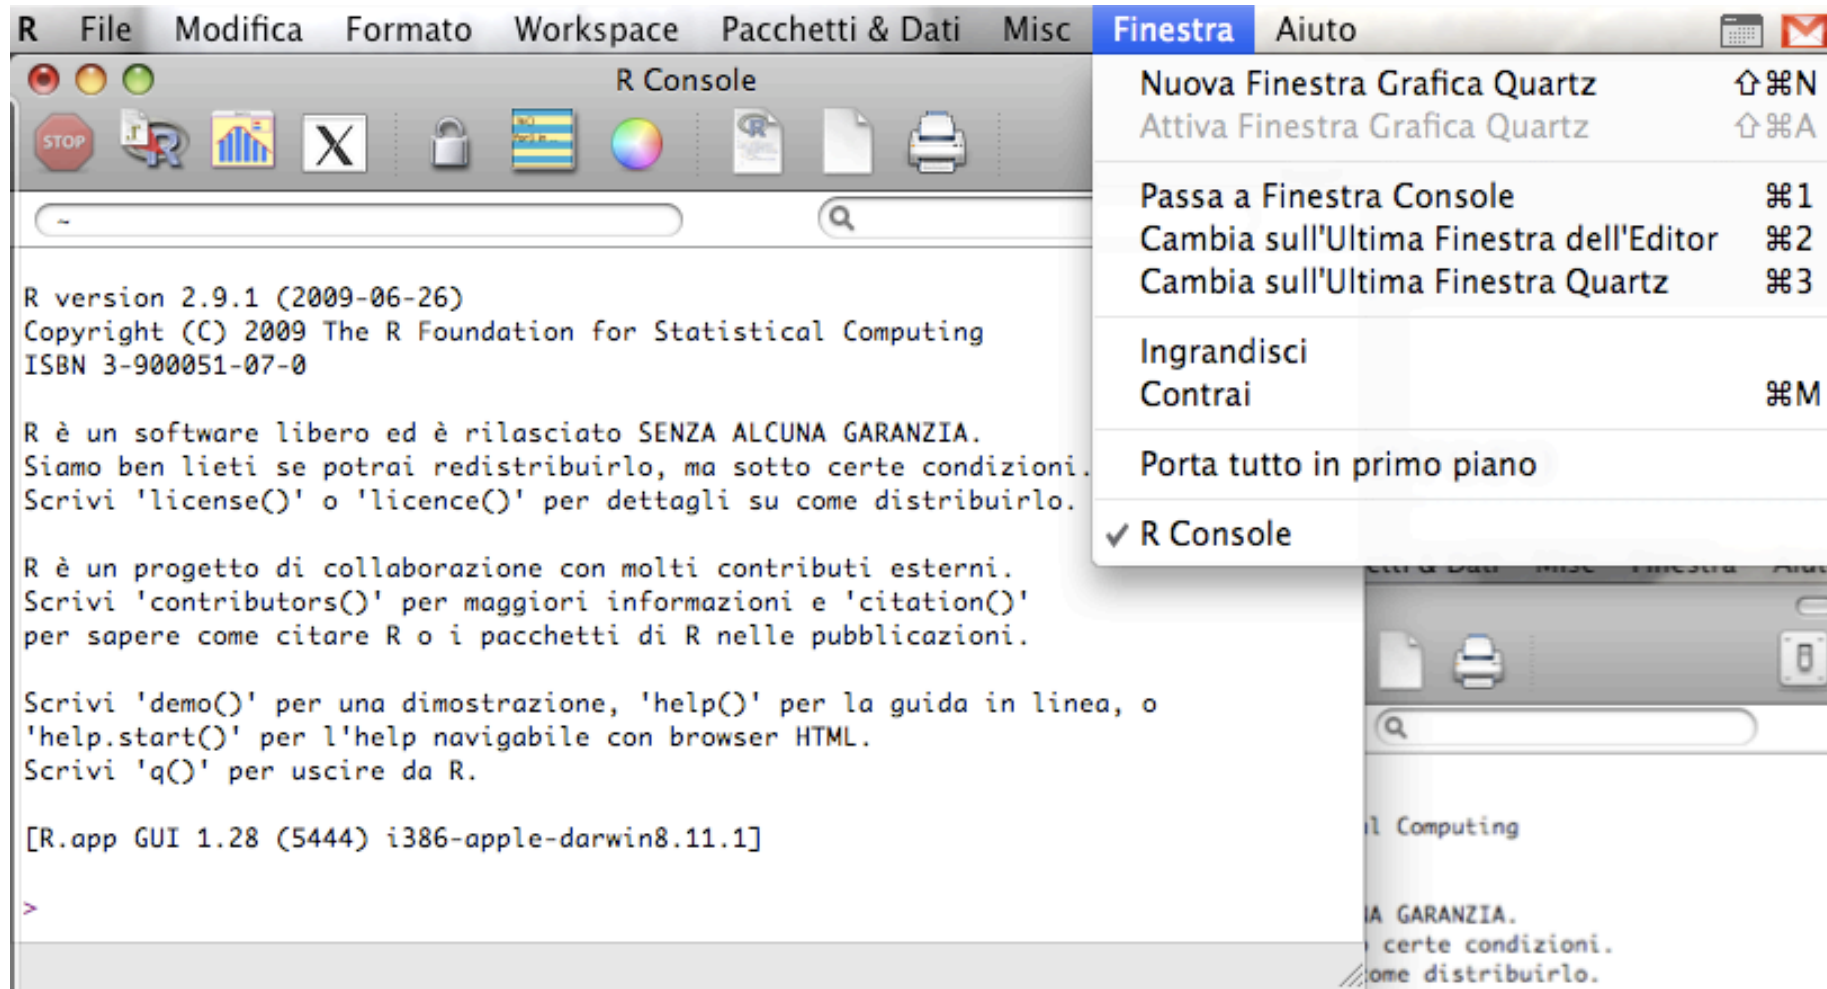 R File Modifica Formato Workspace Pacchetti & Dati Misc Finestra Aiuto
R Console
STOP
~
R version 2.9.1 (2009-06-26)
Copyright (C) 2009 The R Foundation for Statistical Computing
ISBN 3-900051-07-0
R è un software libero ed è rilasciato SENZA ALCUNA GARANZIA.
Siamo ben lieti se potrai redistribuirlo, ma sotto certe condizioni.
Scrivi 'license()' o 'licence()' per dettagli su come distribuirlo.
R è un progetto di collaborazione con molti contributi esterni.
Scrivi 'contributors()' per maggiori informazioni e 'citation()'
per sapere come citare R o i pacchetti di R nelle pubblicazioni.
Scrivi 'demo()' per una dimostrazione, 'help()' per la guida in linea, o
'help.start()' per l'help navigabile con browser HTML.
Scrivi 'q()' per uscire da R.
[R.app GUI 1.28 (5444) i386-apple-darwin8.11.1]
>
Nuova Finestra Grafica Quartz ⇧⌘N
Attiva Finestra Grafica Quartz ⇧⌘A
Passa a Finestra Console ⌘1
Cambia sull'Ultima Finestra dell'Editor ⌘2
Cambia sull'Ultima Finestra Quartz ⌘3
Ingrandisci
Contrai ⌘M
Porta tutto in primo piano
✓ R Console
Computing
GARANZIA.
certe condizioni.
come distribuirlo.